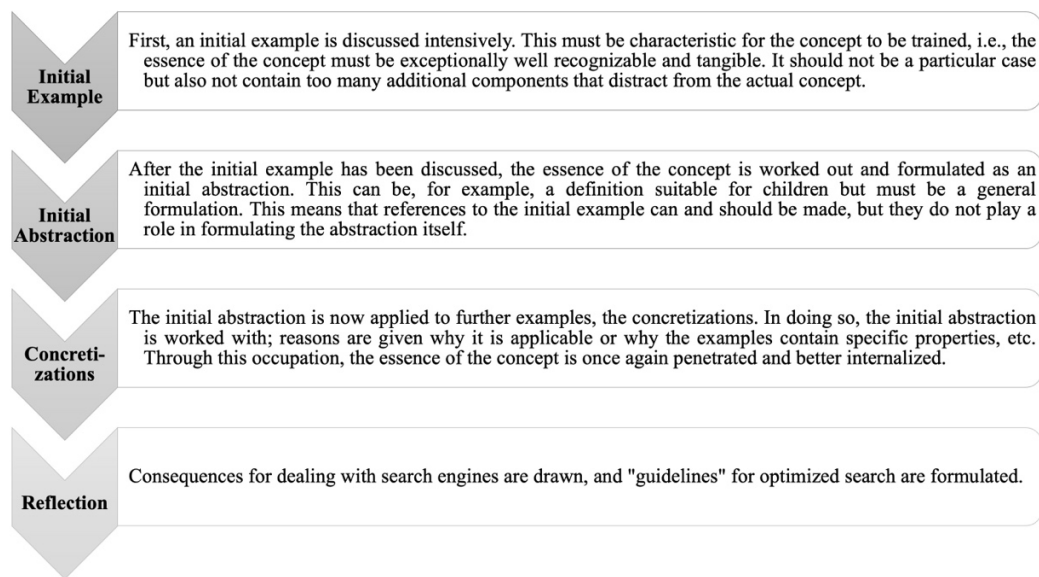 Initial
Example
First, an initial example is discussed intensively. This must be characteristic for the concept to be trained, i.e., the
essence of the concept must be exceptionally well recognizable and tangible. It should not be a particular case
but also not contain too many additional components that distract from the actual concept.
Initial
Abstraction
After the initial example has been discussed, the essence of the concept is worked out and formulated as an
initial abstraction. This can be, for example, a definition suitable for children but must be a general
formulation. This means that references to the initial example can and should be made, but they do not play a
role in formulating the abstraction itself.
Concreti-
zations
The initial abstraction is now applied to further examples, the concretizations. In doing so, the initial abstraction
is worked with; reasons are given why it is applicable or why the examples contain specific properties, etc.
Through this occupation, the essence of the concept is once again penetrated and better internalized.
Reflection
Consequences for dealing with search engines are drawn, and "guidelines" for optimized search are formulated.